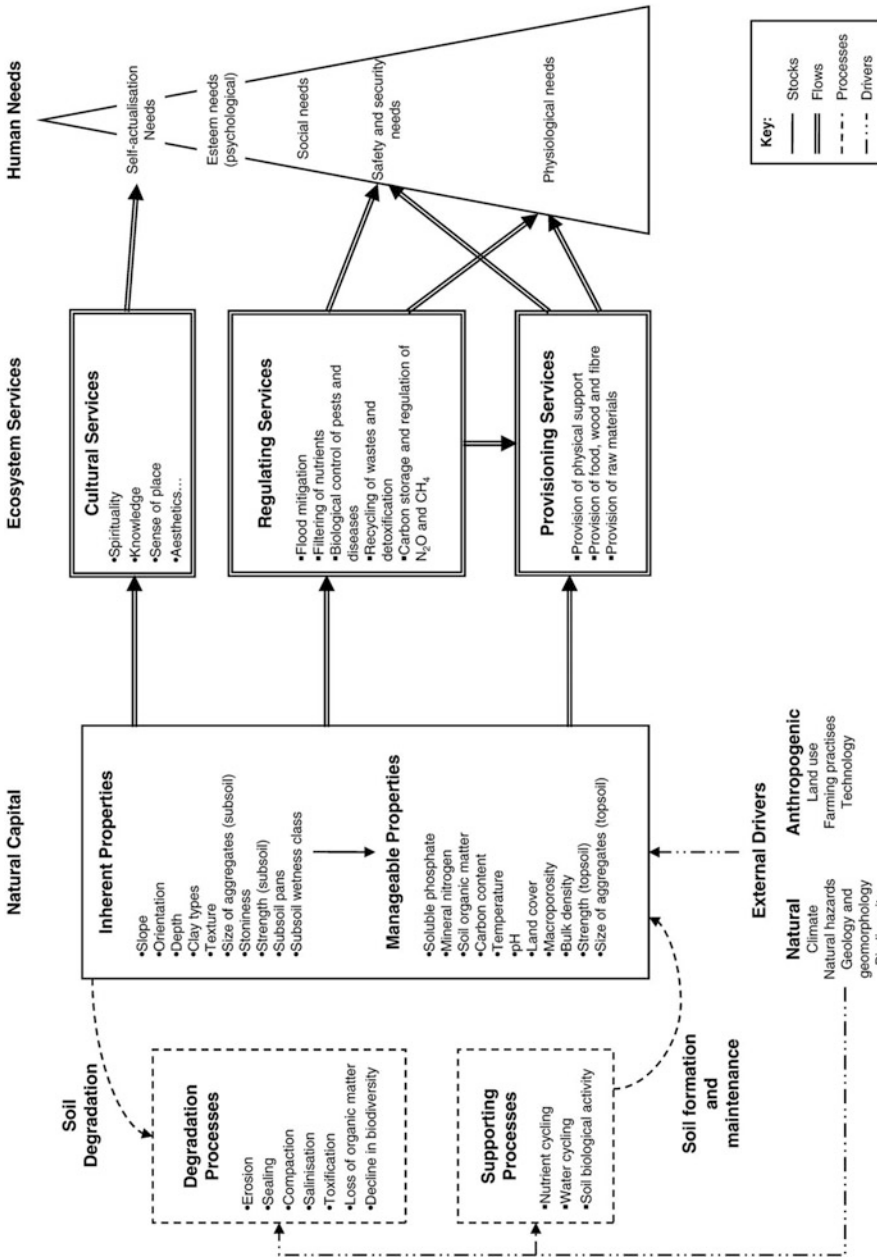 Natural Capital
Ecosystem Services
Human Needs
Soil
Degradation
Degradation
Processes
▪Erosion
▪Sealing
▪Compaction
▪Salinisation
▪Toxification
▪Loss of organic matter
▪Decline in biodiversity
Supporting
Processes
▪Nutrient cycling
▪Water cycling
▪Soil biological activity
Soil formation
and
maintenance
Inherent Properties
▪Slope
▪Orientation
▪Depth
▪Clay types
▪Texture
▪Size of aggregates (subsoil)
▪Stoniness
▪Strength (subsoil)
▪Subsoil pans
▪Subsoil wetness class
Manageable Properties
▪Soluble phosphate
▪Mineral nitrogen
▪Soil organic matter
▪Carbon content
▪Temperature
▪pH
▪Land cover
▪Macroporosity
▪Bulk density
▪Strength (topsoil)
▪Size of aggregates (topsoil)
External Drivers
Natural
Climate
Natural hazards
Geology and
geomorphology
Anthropogenic
Land use
Farming practises
Technology
Cultural Services
▪Spirituality
▪Knowledge
▪Sense of place
▪Aesthetics…
Regulating Services
▪Flood mitigation
▪Filtering of nutrients
▪Biological control of pests and
diseases
▪Recycling of wastes and
detoxification
▪Carbon storage and regulation of
N₂O and CH₄
Provisioning Services
▪Provision of physical support
▪Provision of food, wood and fibre
▪Provision of raw materials
Self-actualisation
Needs
Esteem needs
(psychological)
Social needs
Safety and security
needs
Physiological needs
Key:
Stocks
Flows
Processes
Drivers